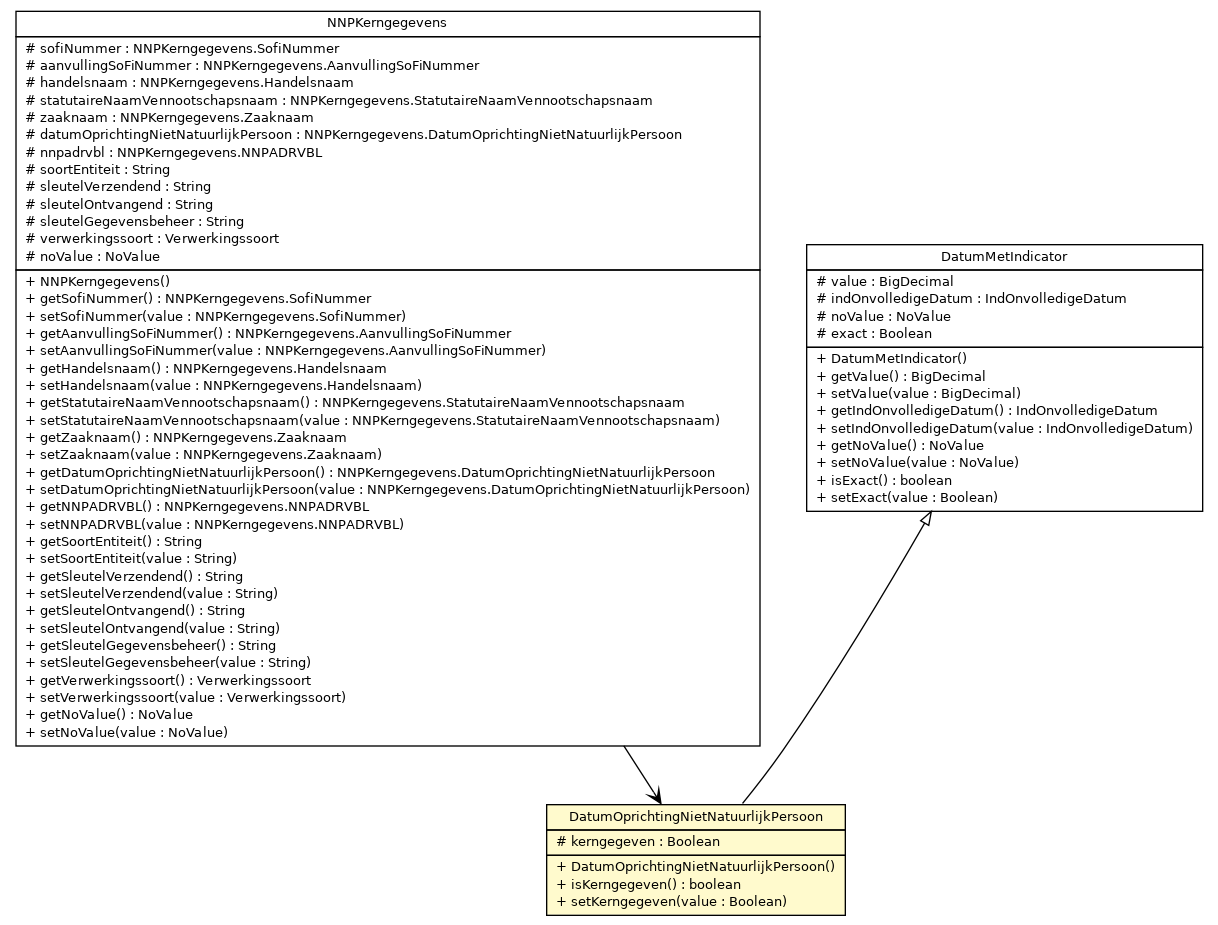 NNPKerngegevens
# sofiNummer : NNPKerngegevens.SofiNummer
# aanvullingSoFiNummer : NNPKerngegevens.AanvullingSoFiNummer
# handelsnaam : NNPKerngegevens.Handelsnaam
# statutaireNaamVennootschapsnaam : NNPKerngegevens.StatutaireNaamVennootschapsnaam
# zaaknaam : NNPKerngegevens.Zaaknaam
# datumOprichtingNietNatuurlijkPersoon : NNPKerngegevens.DatumOprichtingNietNatuurlijkPersoon
# nnpadrvbl : NNPKerngegevens.NNPADRVBL
# soortEntiteit : String
# sleutelVerzendend : String
# sleutelOntvangend : String
# sleutelGegevensbeheer : String
# verwerkingssoort : Verwerkingssoort
# noValue : NoValue
+ NNPKerngegevens()
+ getSofiNummer() : NNPKerngegevens.SofiNummer
+ setSofiNummer(value : NNPKerngegevens.SofiNummer)
+ getAanvullingSoFiNummer() : NNPKerngegevens.AanvullingSoFiNummer
+ setAanvullingSoFiNummer(value : NNPKerngegevens.AanvullingSoFiNummer)
+ getHandelsnaam() : NNPKerngegevens.Handelsnaam
+ setHandelsnaam(value : NNPKerngegevens.Handelsnaam)
+ getStatutaireNaamVennootschapsnaam() : NNPKerngegevens.StatutaireNaamVennootschapsnaam
+ setStatutaireNaamVennootschapsnaam(value : NNPKerngegevens.StatutaireNaamVennootschapsnaam)
+ getZaaknaam() : NNPKerngegevens.Zaaknaam
+ setZaaknaam(value : NNPKerngegevens.Zaaknaam)
+ getDatumOprichtingNietNatuurlijkPersoon() : NNPKerngegevens.DatumOprichtingNietNatuurlijkPersoon
+ setDatumOprichtingNietNatuurlijkPersoon(value : NNPKerngegevens.DatumOprichtingNietNatuurlijkPersoon)
+ getNNPADRVBL() : NNPKerngegevens.NNPADRVBL
+ setNNPADRVBL(value : NNPKerngegevens.NNPADRVBL)
+ getSoortEntiteit() : String
+ setSoortEntiteit(value : String)
+ getSleutelVerzendend() : String
+ setSleutelVerzendend(value : String)
+ getSleutelOntvangend() : String
+ setSleutelOntvangend(value : String)
+ getSleutelGegevensbeheer() : String
+ setSleutelGegevensbeheer(value : String)
+ getVerwerkingssoort() : Verwerkingssoort
+ setVerwerkingssoort(value : Verwerkingssoort)
+ getNoValue() : NoValue
+ setNoValue(value : NoValue)
DatumMetIndicator
# value : BigDecimal
# indOnvolledigeDatum : IndOnvolledigeDatum
# noValue : NoValue
# exact : Boolean
+ DatumMetIndicator()
+ getValue() : BigDecimal
+ setValue(value : BigDecimal)
+ getIndOnvolledigeDatum() : IndOnvolledigeDatum
+ setIndOnvolledigeDatum(value : IndOnvolledigeDatum)
+ getNoValue() : NoValue
+ setNoValue(value : NoValue)
+ isExact() : boolean
+ setExact(value : Boolean)
DatumOprichtingNietNatuurlijkPersoon
# kerngegeven : Boolean
+ DatumOprichtingNietNatuurlijkPersoon()
+ isKerngegeven() : boolean
+ setKerngegeven(value : Boolean)